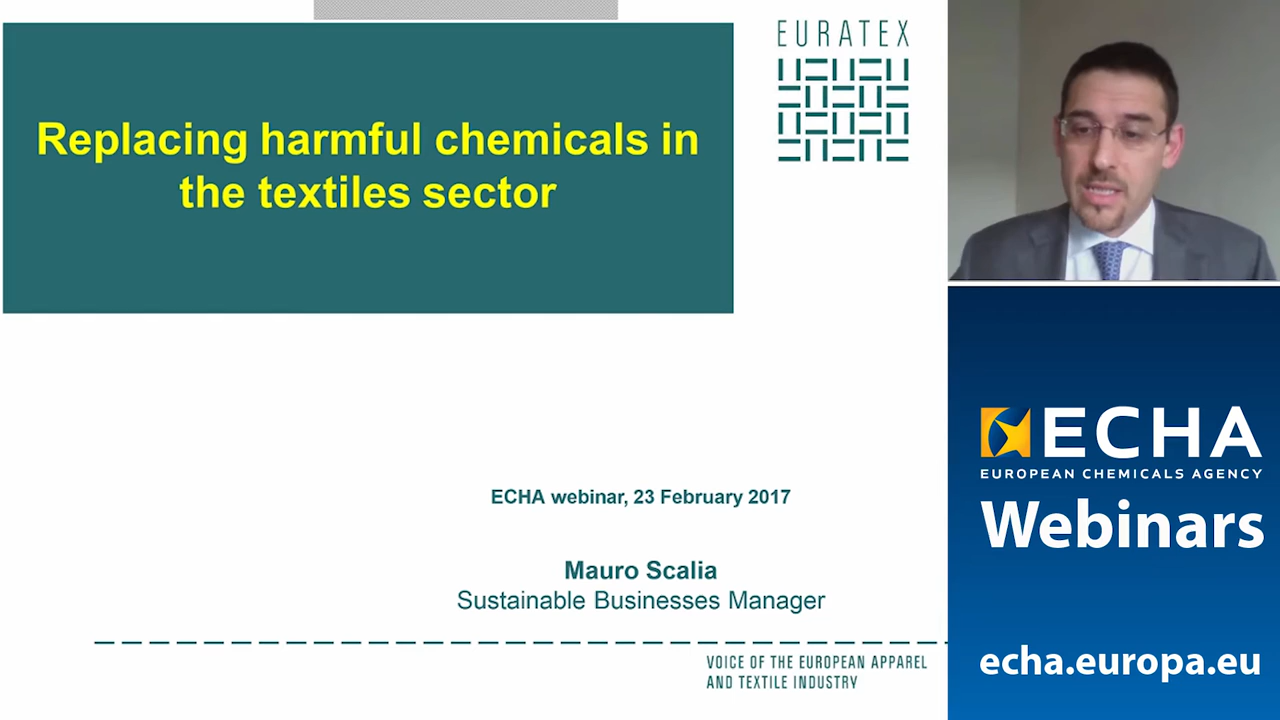 Replacing harmful chemicals in
the textiles sector
EURATEX
ECHA webinar, 23 February 2017
Mauro Scalia
Sustainable Businesses Manager
VOICE OF THE EUROPEAN APPAREL
AND TEXTILE INDUSTRY
ECHA
EUROPEAN CHEMICALS AGENCY
Webinars
echa.europa.eu